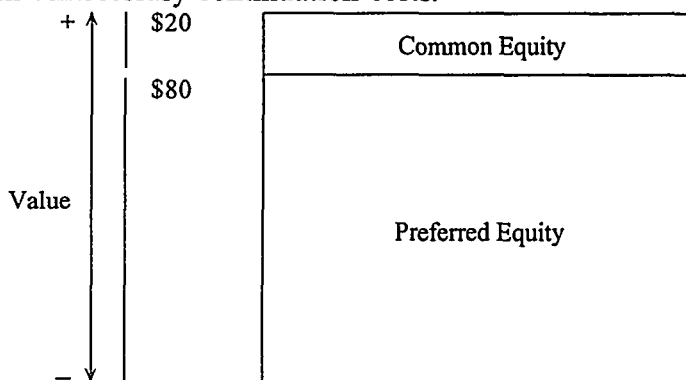 + $20
Common Equity
$80
Value
Preferred Equity
–